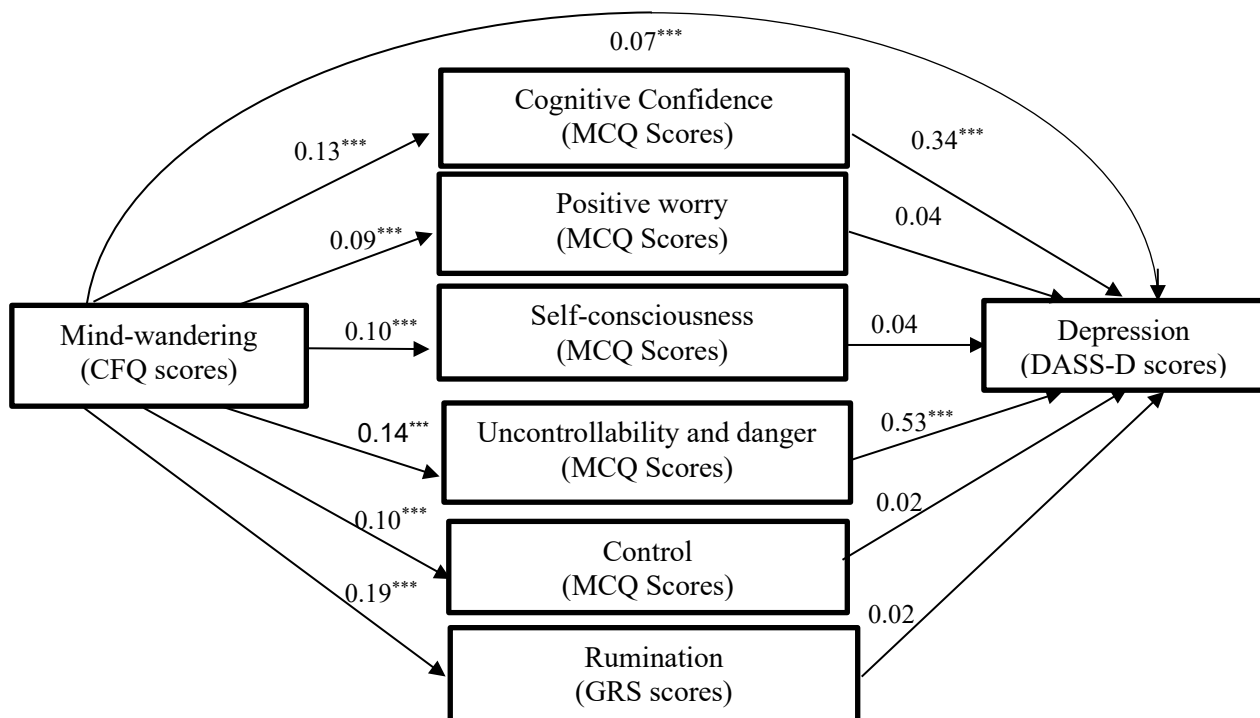 0.07***
Cognitive Confidence
(MCQ Scores)
0.13***
0.34***
Positive worry
(MCQ Scores)
0.09***
0.04
Mind-wandering
(CFQ scores)
0.10***
Self-consciousness
(MCQ Scores)
0.04
Depression
(DASS-D scores)
0.14***
Uncontrollability and danger
(MCQ Scores)
0.53***
0.10***
Control
(MCQ Scores)
0.02
0.19***
Rumination
(GRS scores)
0.02